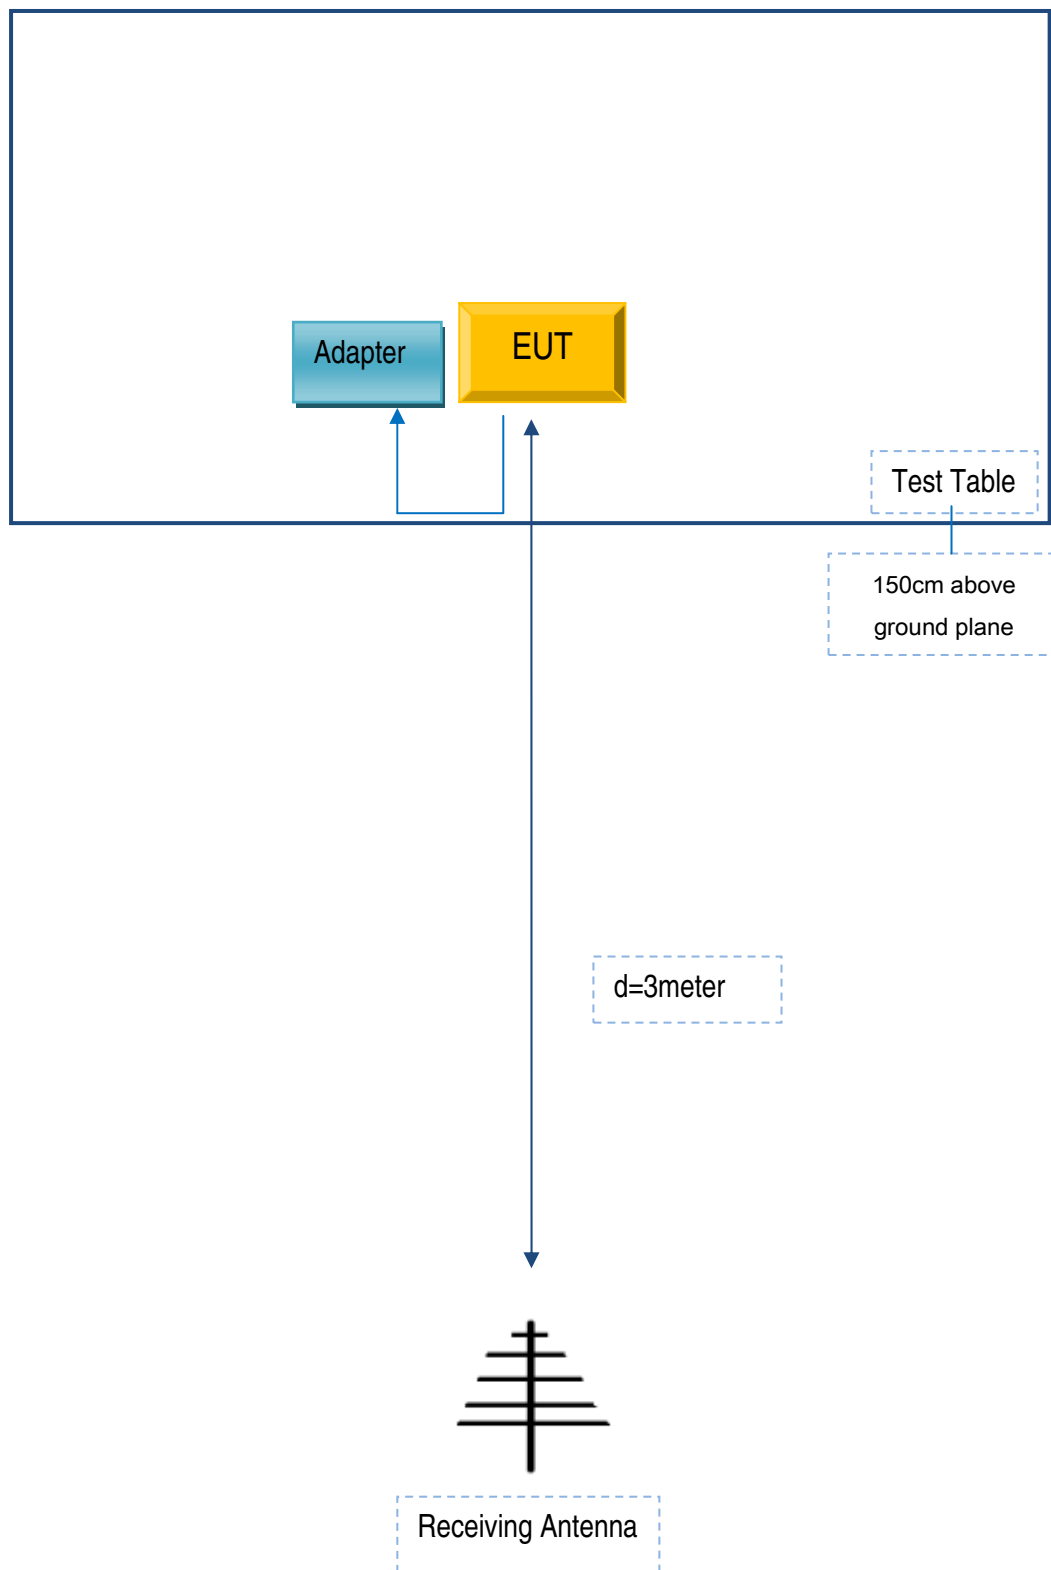 Adapter
EUT
Test Table
150cm above
ground plane
d=3meter
Receiving Antenna